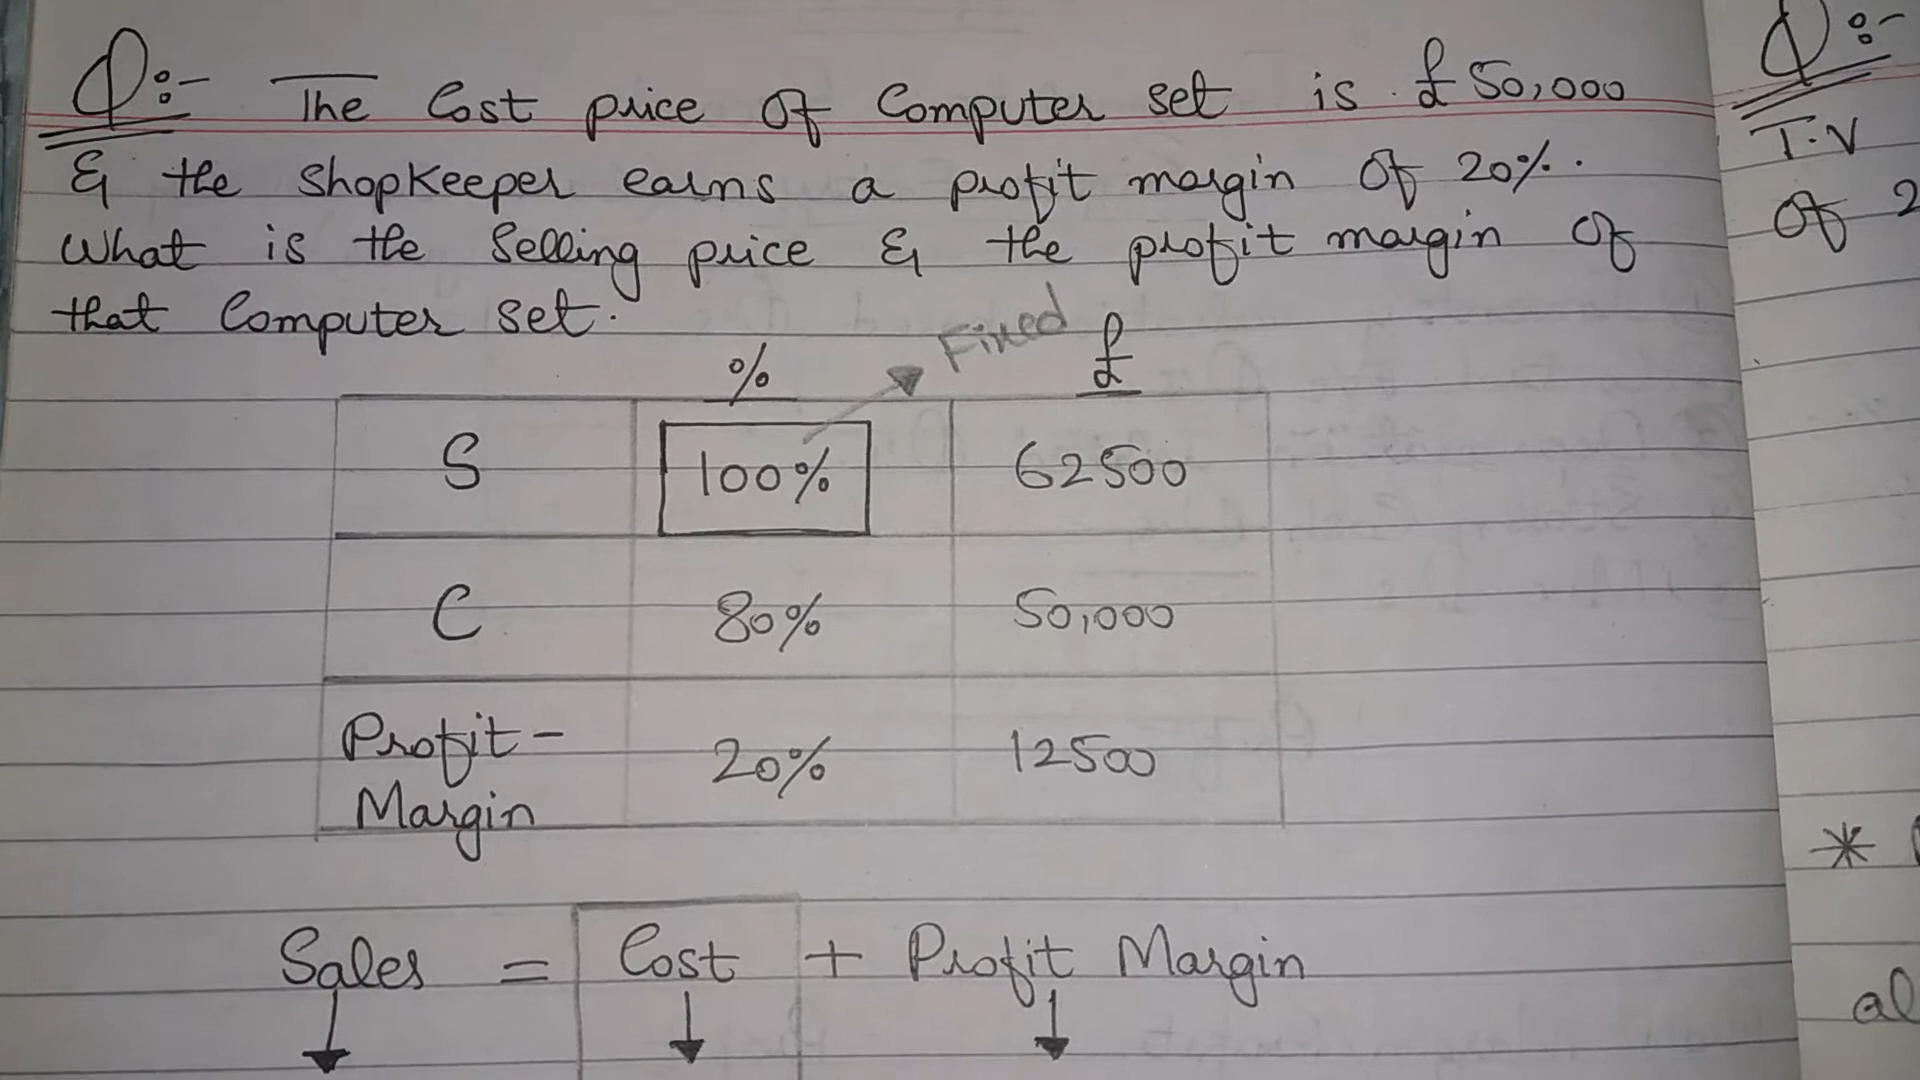 Q:- The Cost price of Computer set is £50,000
& the shopkeeper earns a profit margin of 20%.
What is the Selling price & the profit margin of
that Computer set.
Fixed
% £
S 100% 62500
C 80% 50,000
Profit-
Margin 20% 12500
Sales = Cost + Profit Margin
Q:-
T.V
of 2
*
al